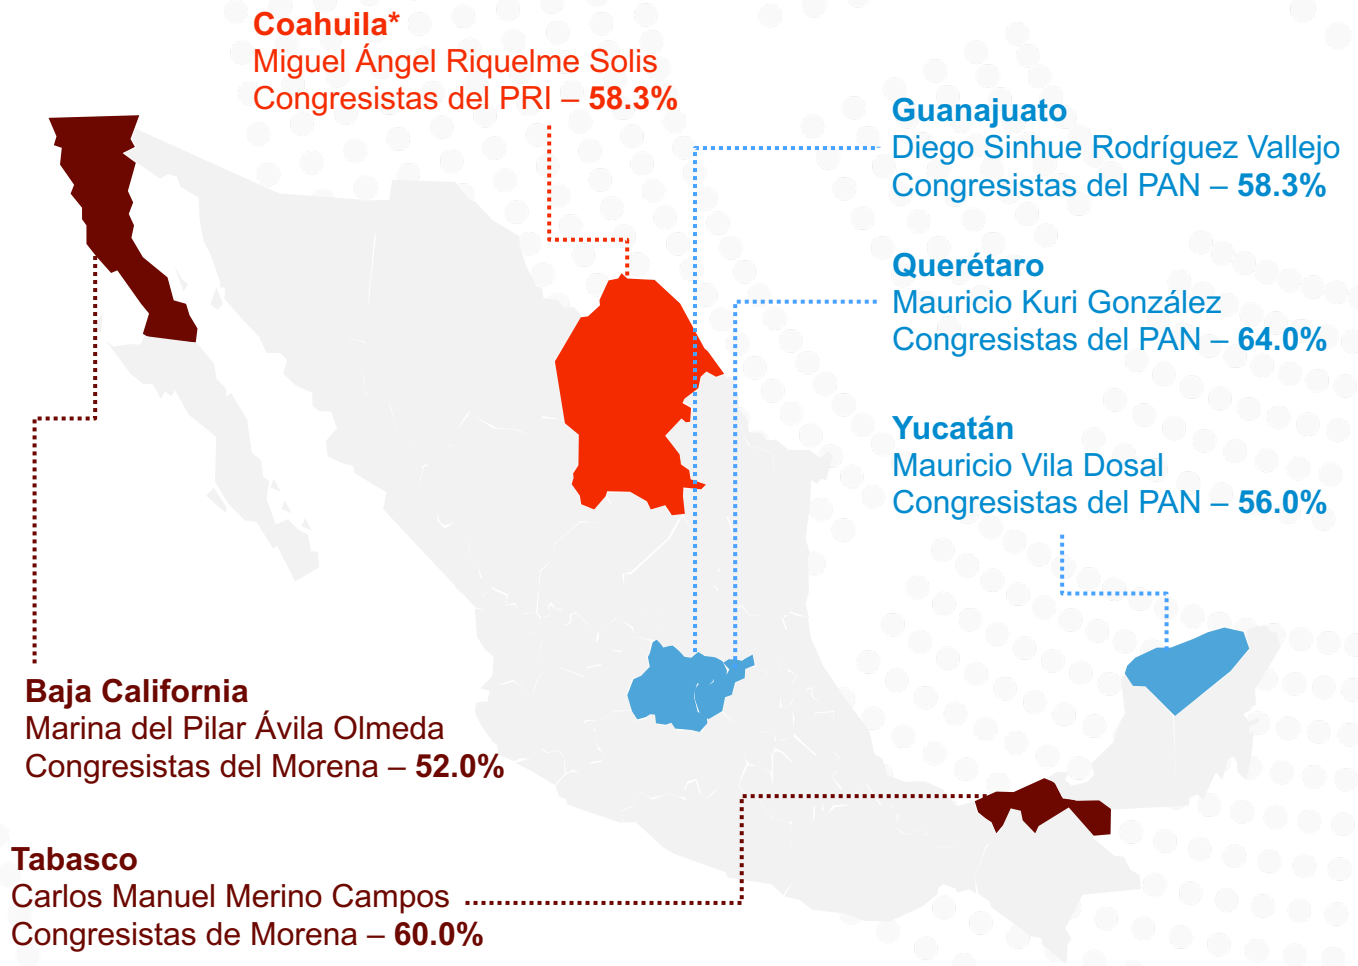 Coahuila*
Miguel Ángel Riquelme Solis
Congresistas del PRI – 58.3%
Guanajuato
Diego Sinhue Rodríguez Vallejo
Congresistas del PAN – 58.3%
Querétaro
Mauricio Kuri González
Congresistas del PAN – 64.0%
Yucatán
Mauricio Vila Dosal
Congresistas del PAN – 56.0%
Baja California
Marina del Pilar Ávila Olmeda
Congresistas del Morena – 52.0%
Tabasco
Carlos Manuel Merino Campos
Congresistas de Morena – 60.0%